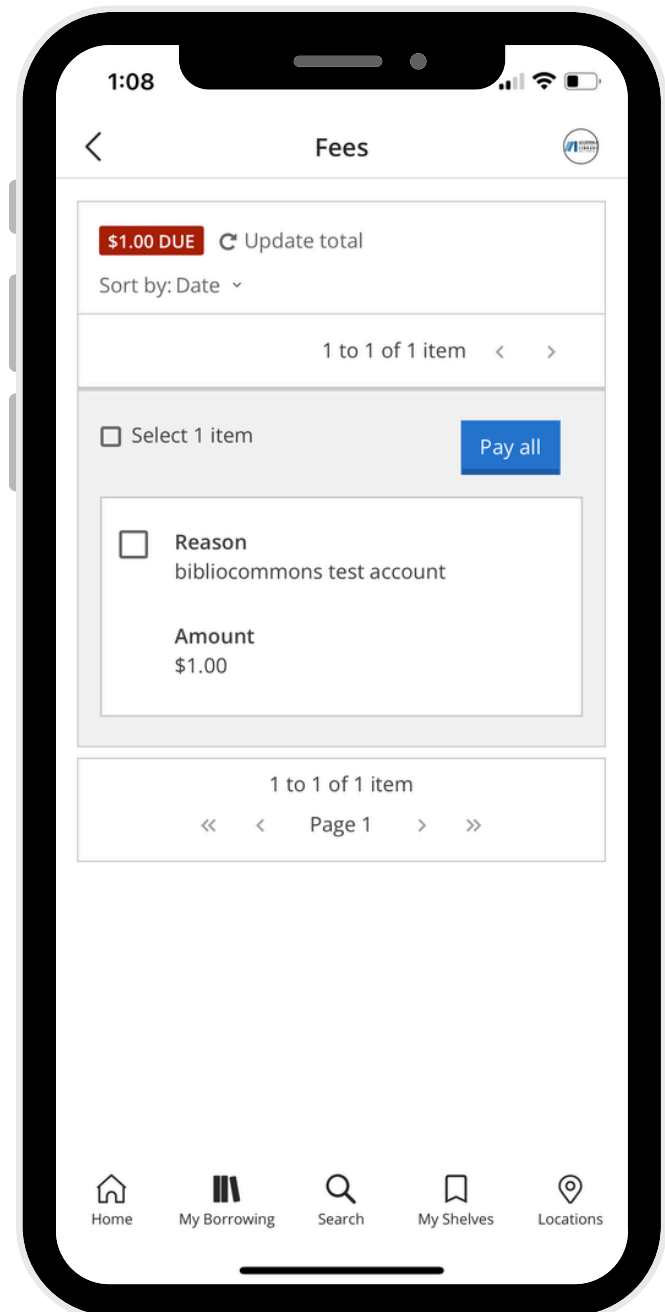 1:08
Fees
$1.00 DUE Update total
Sort by: Date
1 to 1 of 1 item
Select 1 item
Pay all
Reason
bibliocommons test account
Amount
$1.00
1 to 1 of 1 item
Page 1
Home My Borrowing Search My Shelves Locations